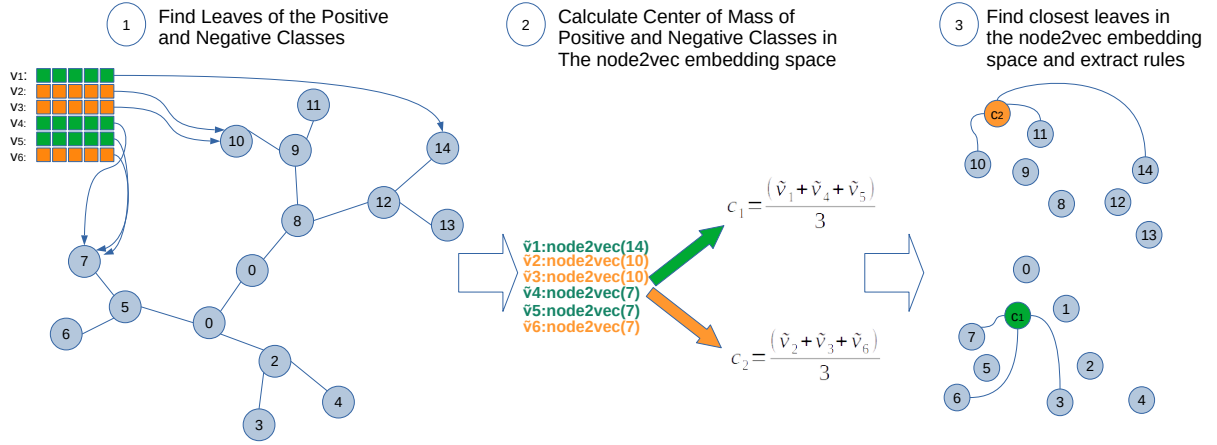 1
Find Leaves of the Positive
and Negative Classes
v1:
v2:
v3:
v4:
v5:
v6:
11
10
9
14
12
13
8
7
0
5
6
0
2
4
3
2
Calculate Center of Mass of
Positive and Negative Classes in
The node2vec embedding space
ṽ1:node2vec(14)
ṽ2:node2vec(10)
ṽ3:node2vec(10)
ṽ4:node2vec(7)
ṽ5:node2vec(7)
ṽ6:node2vec(7)
c₁=(ṽ₁+ṽ₄+ṽ₅)
3
c₂=(ṽ₂+ṽ₃+ṽ₆)
3
3
Find closest leaves in
the node2vec embedding
space and extract rules
c2
11
10
9
14
8
12
13
0
1
c1
7
5
2
6
3
4